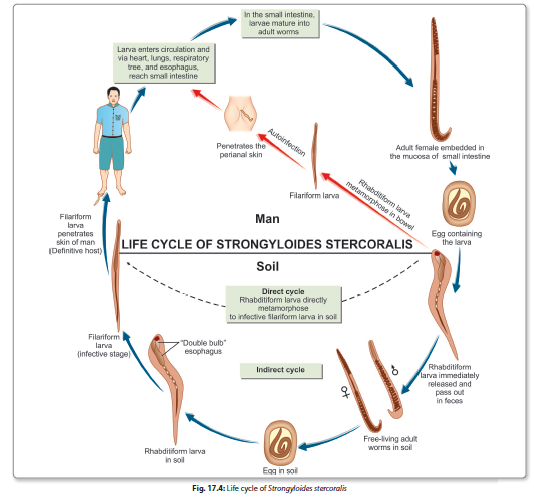 In the small intestine,
larvae mature into
adult worms
Larva enters circulation and
via heart, lungs, respiratory
tree, and esophagus,
reach small intestine
Adult female embedded in
the mucosa of small intestine
Penetrates the
perianal skin
Autoinfection
Filariform larva
Rhabditiform larva
metamorphose in bowel
Egg containing
the larva
Filariform
larva
penetrates
skin of man
(Definitive host)
Man
LIFE CYCLE OF STRONGYLOIDES STERCORALIS
Soil
Direct cycle
Rhabditiform larva directly
metamorphose
to infective filariform larva in soil
Filariform
larva
(infective stage)
"Double bulb"
esophagus
Indirect cycle
Rhabditiform
larva immediately
released and
pass out
in feces
♀
♂
Free-living adult
worms in soil
Rhabditiform larva
in soil
Egg in soil
Fig. 17.4: Life cycle of Strongyloides stercoralis